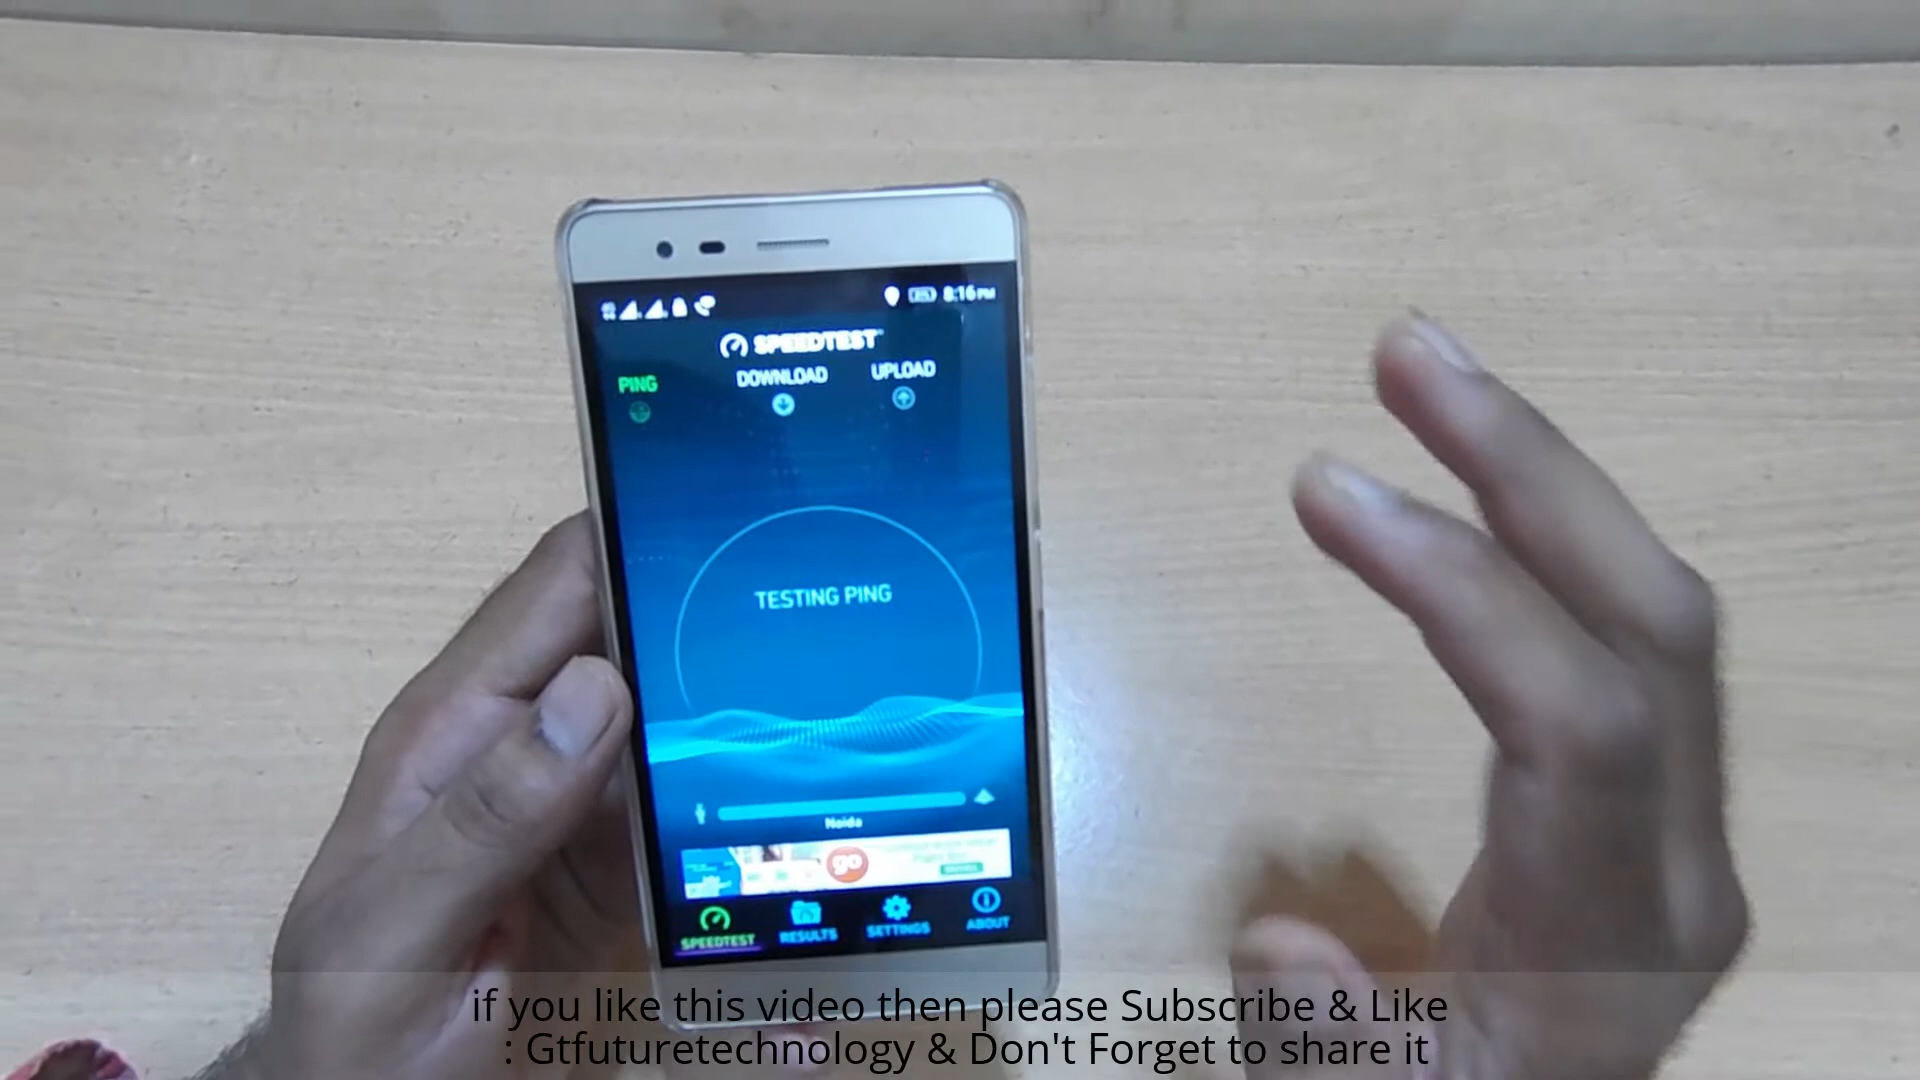 8:16 PM
SPEEDTEST
PING DOWNLOAD UPLOAD
TESTING PING
Noida
go
SPEEDTEST RESULTS SETTINGS ABOUT
if you like this video then please Subscribe & Like
: Gtfuturetechnology & Don't Forget to share it